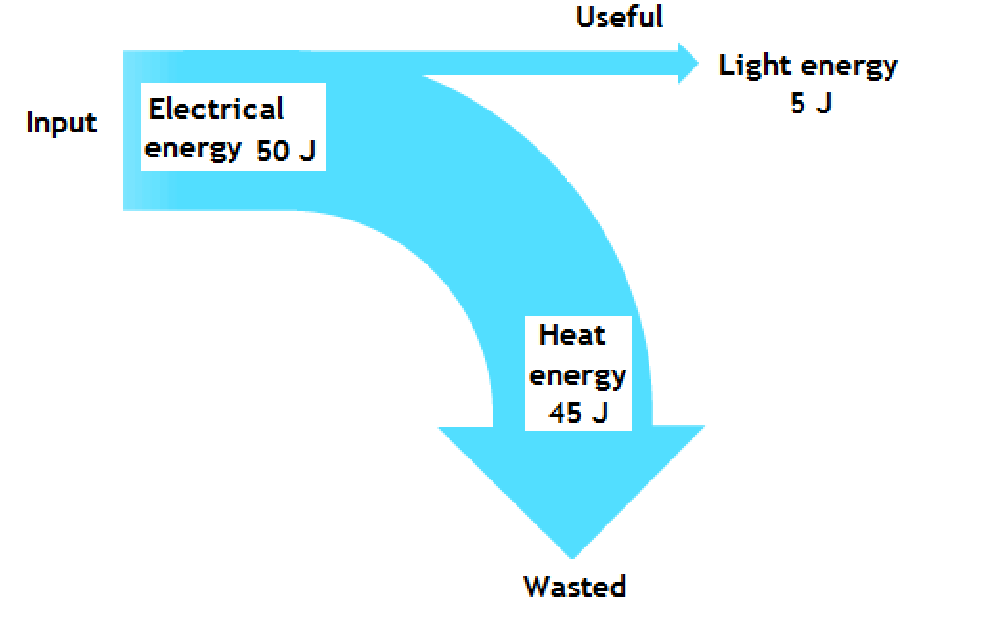 Useful
Light energy
5 J
Input
Electrical
energy 50 J
Heat
energy
45 J
Wasted